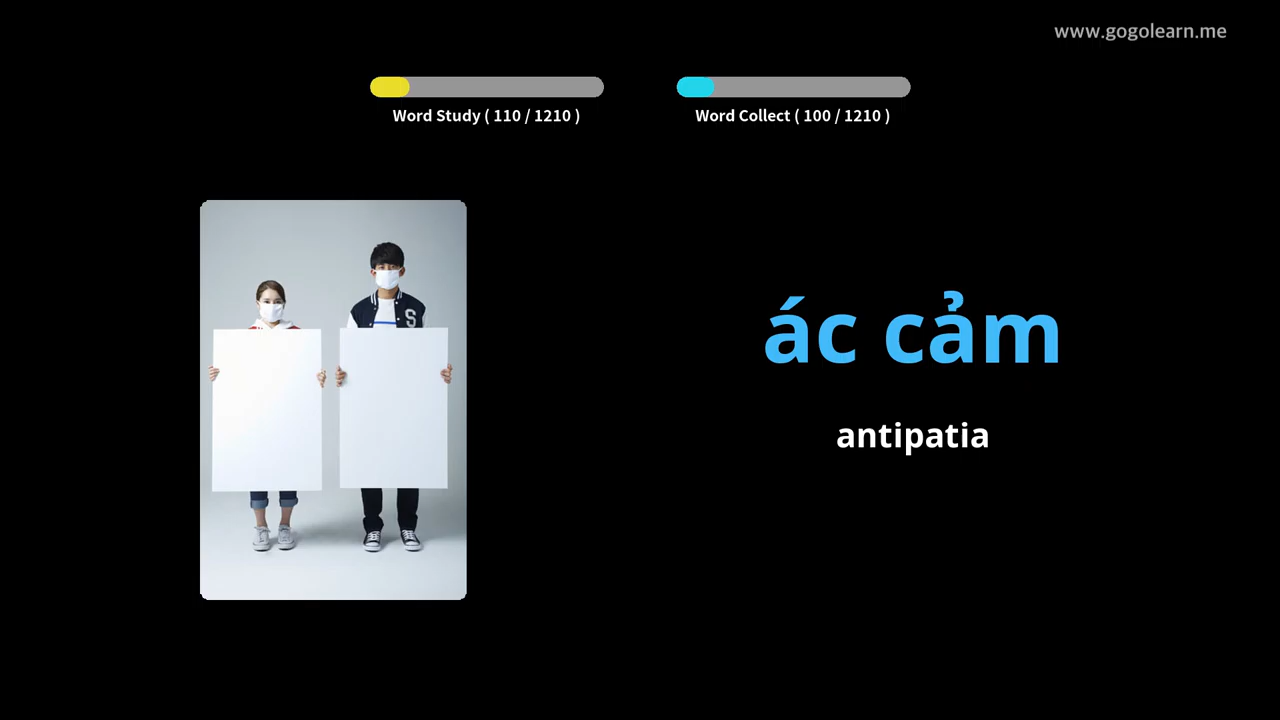 www.gogolearn.me
Word Study ( 110 / 1210 )
Word Collect ( 100 / 1210 )
S
ác cảm
antipatia